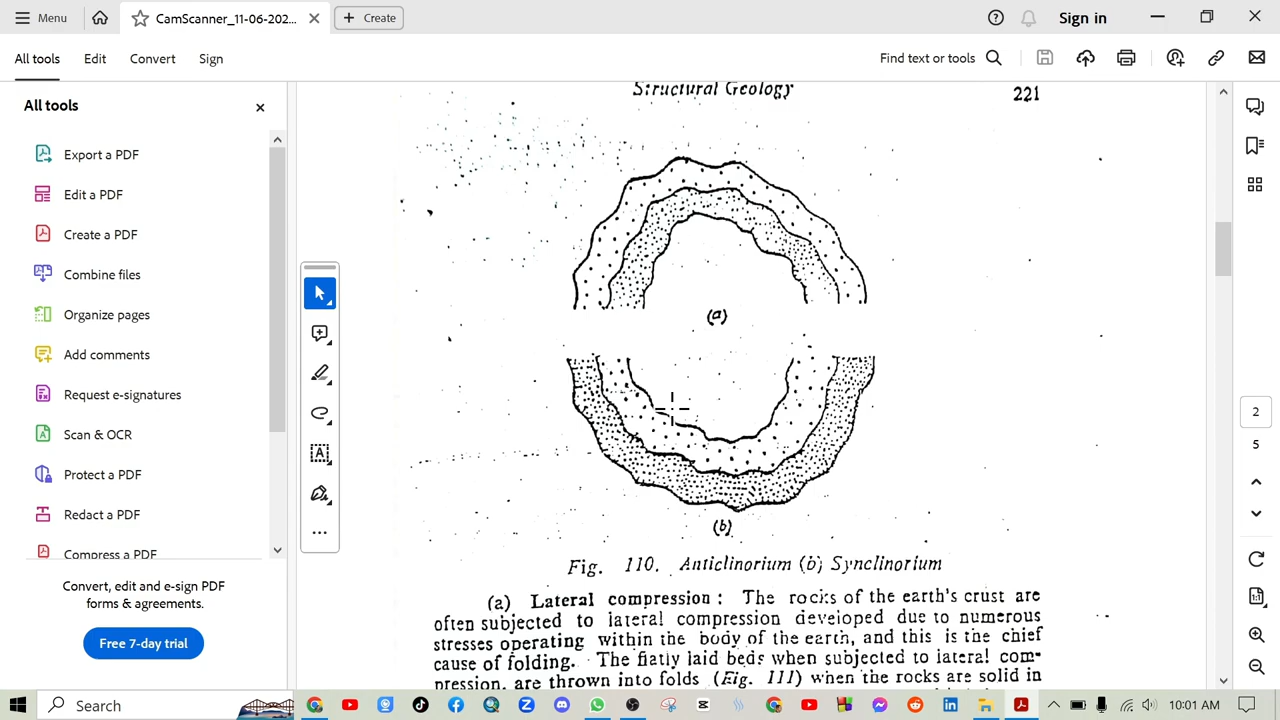 Menu
CamScanner_11-06-202...
Create
Sign in
All tools
Edit
Convert
Sign
Find text or tools
All tools
Export a PDF
Edit a PDF
Create a PDF
Combine files
Organize pages
Add comments
Request e-signatures
Scan & OCR
Protect a PDF
Redact a PDF
Compress a PDF
Convert, edit and e-sign PDF
forms & agreements.
Free 7-day trial
Structural Geology
221
(a)
(b)
Fig. 110. Anticlinorium (b) Synclinorium
(a) Lateral compression : The rocks of the earth's crust are
often subjected to lateral compression developed due to numerous
stresses operating within the body of the earth, and this is the chief
cause of folding. The flatly laid beds when subjected to lateral com-
pression, are thrown into folds (Fig. 111) when the rocks are solid in
2
5
Search
10:01 AM